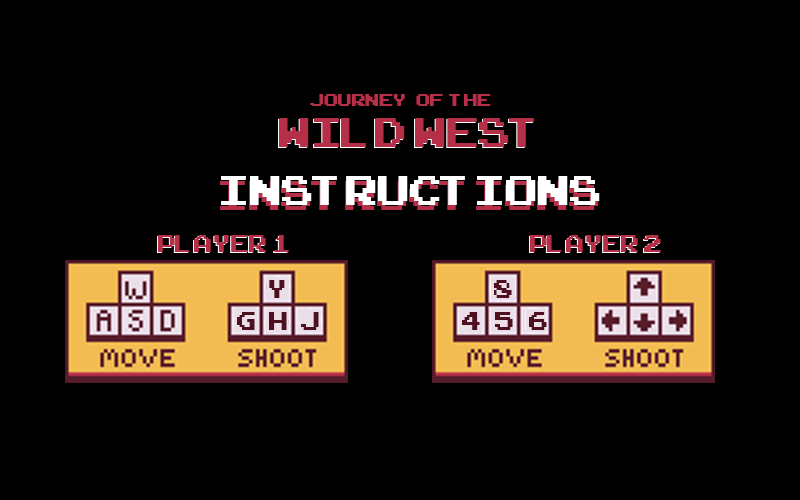 JOURNEY OF THE
WILD WEST
INSTRUCTIONS
PLAYER 1
W
A S D
MOVE
Y
G H J
SHOOT
PLAYER 2
8
4 5 6
MOVE
SHOOT